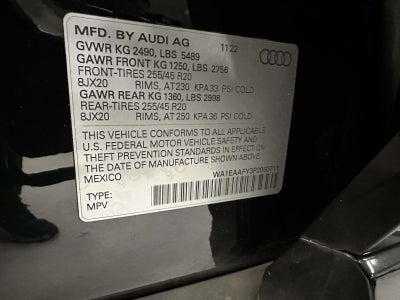 MFD. BY AUDI AG 11 22
GVWR KG 2490, LBS 5489
GAWR FRONT KG 1250, LBS 2756
FRONT-TIRES 255/45 R20
8JX20 RIMS, AT 230 KPA 33 PSI COLD
GAWR REAR KG 1360, LBS 2998
REAR-TIRES 255/45 R20
8JX20 RIMS, AT 250 KPA 36 PSI COLD
THIS VEHICLE CONFORMS TO ALL APPLICABLE
U.S. FEDERAL MOTOR VEHICLE SAFETY, BUMPER, AND
THEFT PREVENTION STANDARDS IN EFFECT ON
THE DATE OF MANUFACTURE SHOWN ABOVE.
MEXICO
TYPE:
MPV